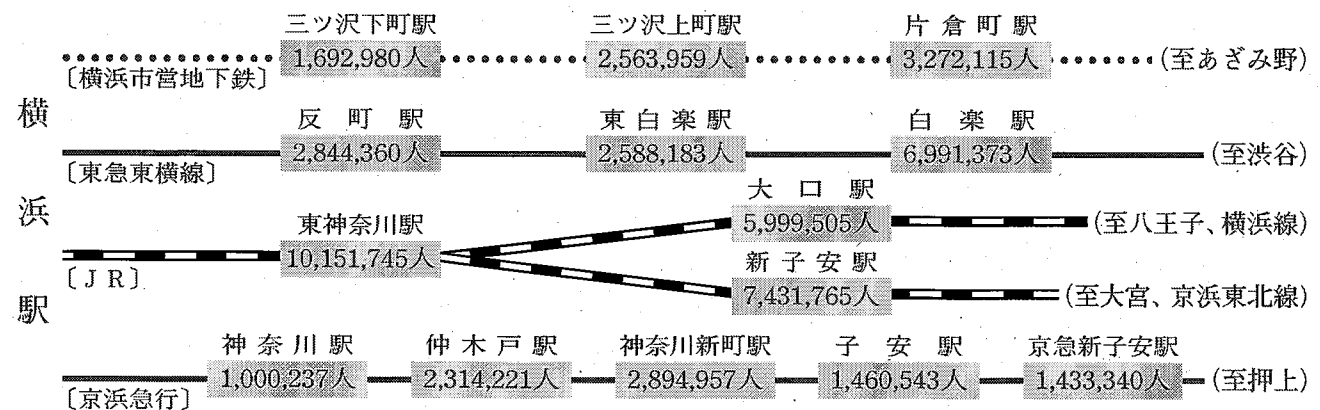 三ツ沢下町駅 三ツ沢上町駅 片倉町駅
1,692,980人 2,563,959人 3,272,115人 (至あざみ野)
〔横浜市営地下鉄〕
横浜駅
反町駅 東白楽駅 白楽駅
2,844,360人 2,588,183人 6,991,373人 (至渋谷)
〔東急東横線〕
大口駅
東神奈川駅 5,999,505人 (至八王子、横浜線)
10,151,745人
新子安駅
〔JR〕
7,431,765人 (至大宮、京浜東北線)
神奈川駅 仲木戸駅 神奈川新町駅 子安駅 京急新子安駅
1,000,237人 2,314,221人 2,894,957人 1,460,543人 1,433,340人 (至押上)
〔京浜急行〕